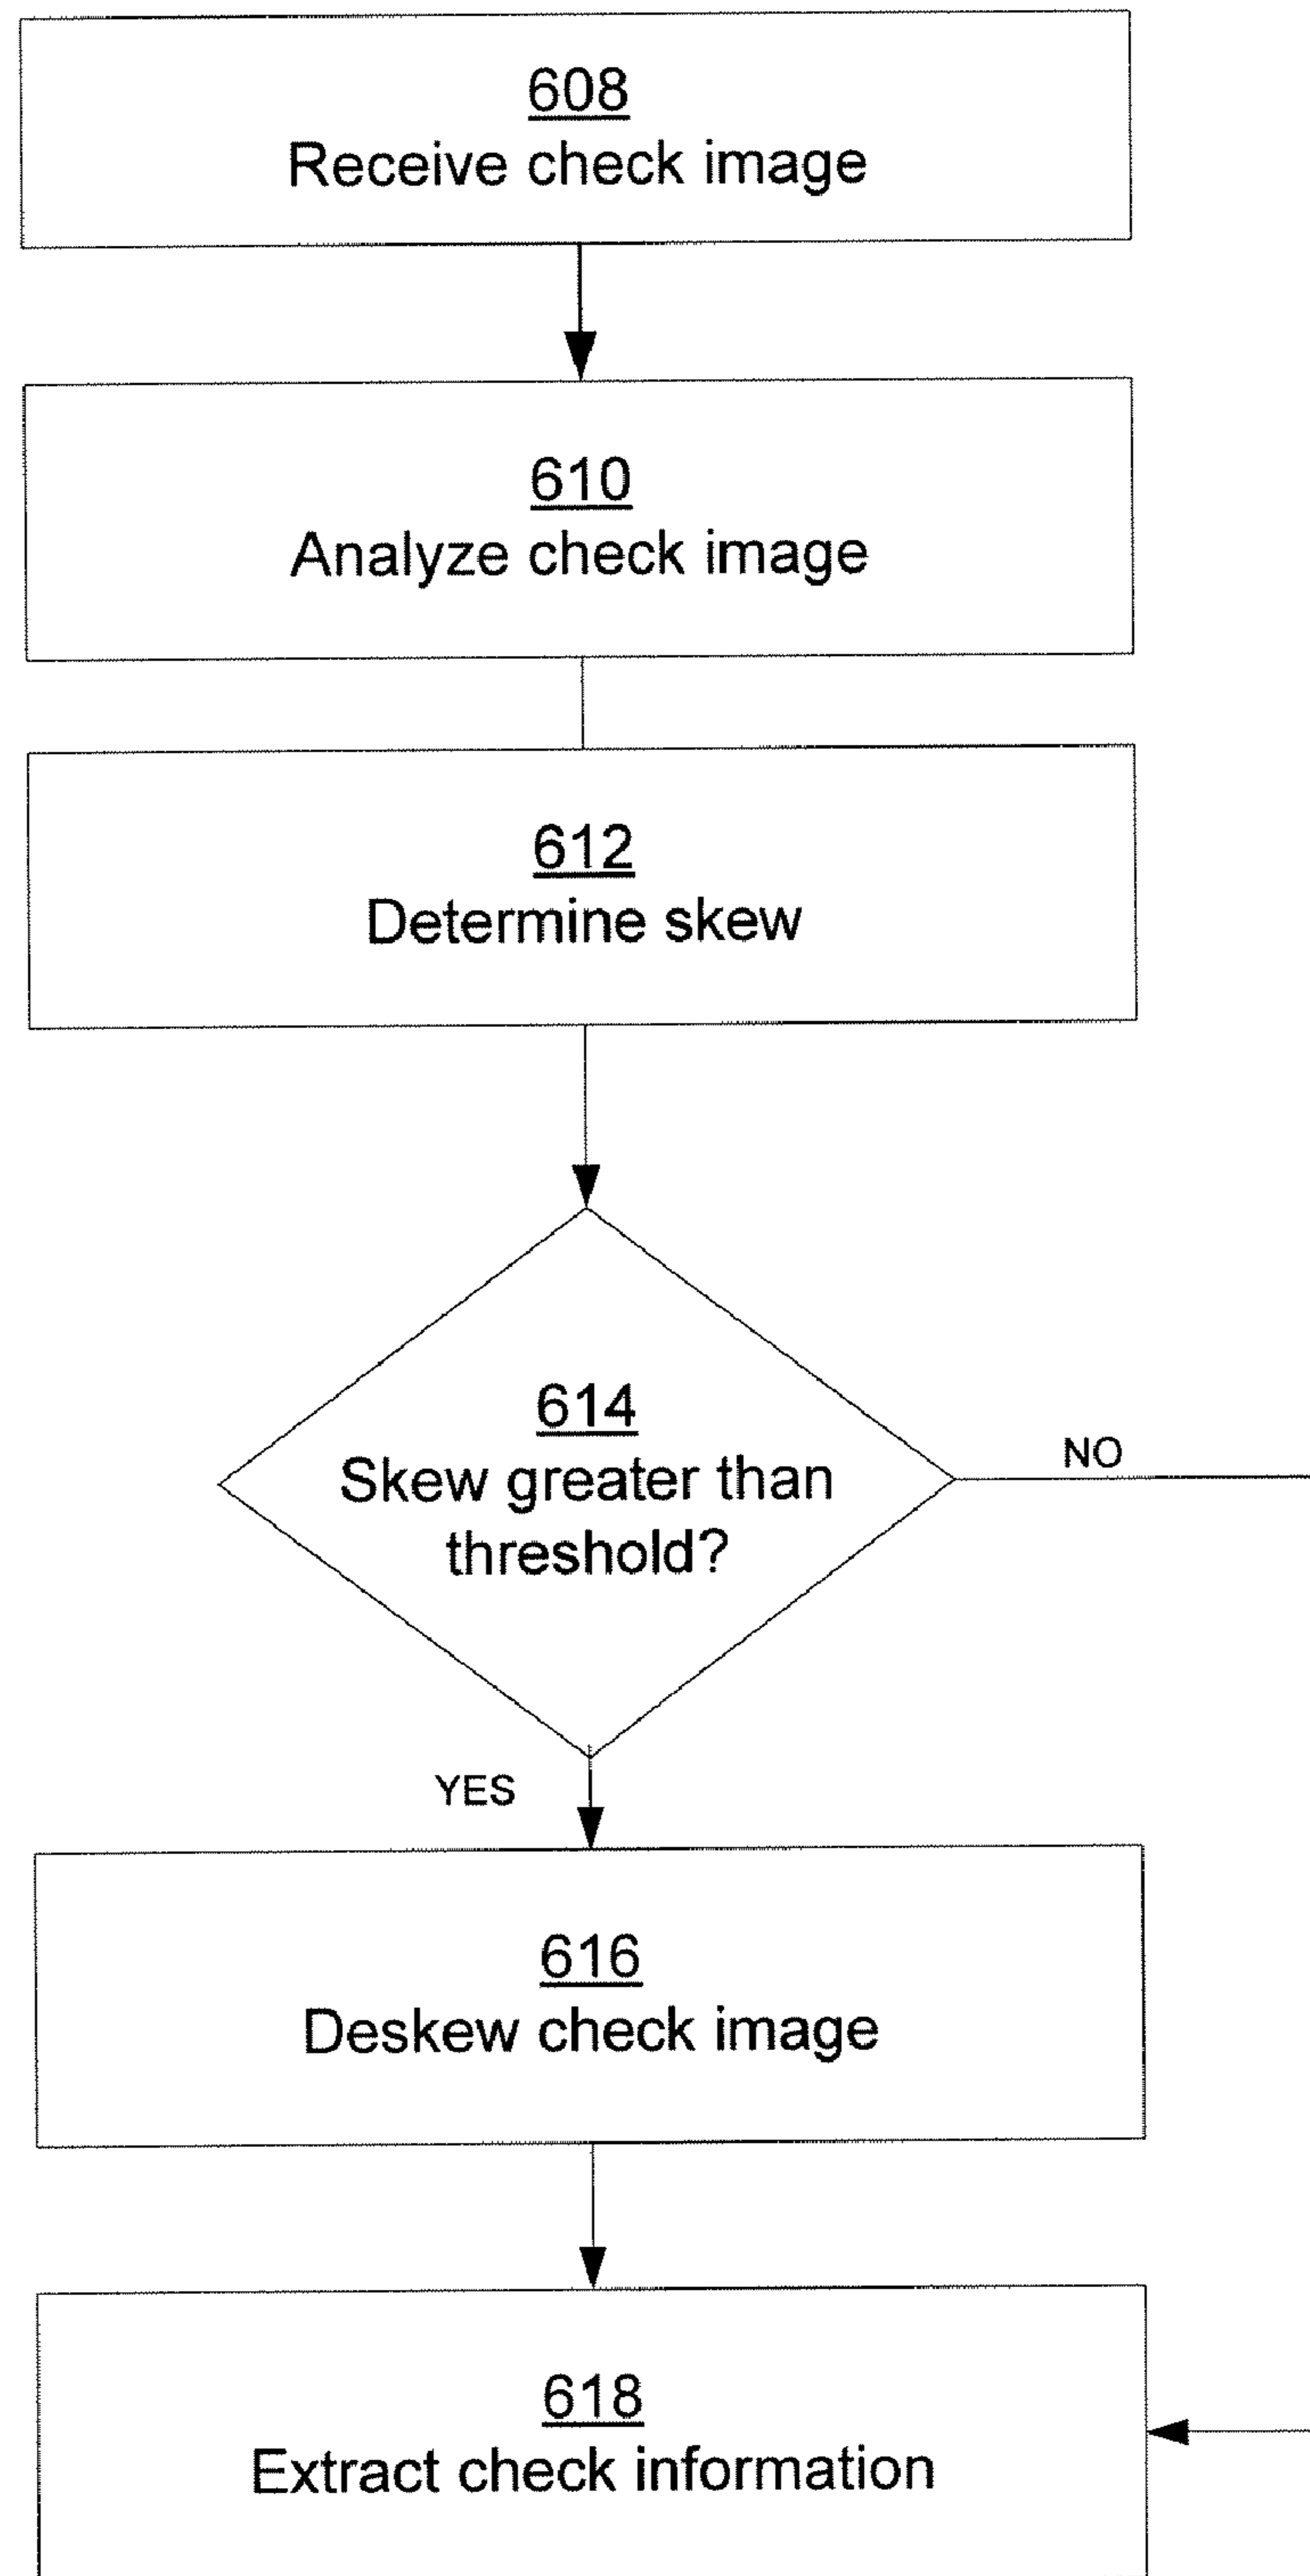 608
Receive check image
610
Analyze check image
612
Determine skew
614
Skew greater than
threshold?
NO
YES
616
Deskew check image
618
Extract check information